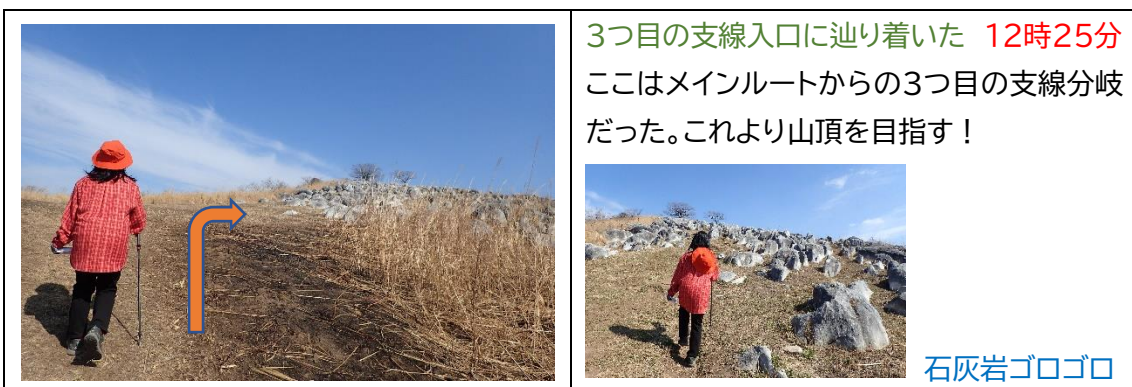 3つ目の支線入口に辿り着いた 12時25分
ここはメインルートからの3つ目の支線分岐
だった。これより山頂を目指す！
石灰岩ゴロゴロ